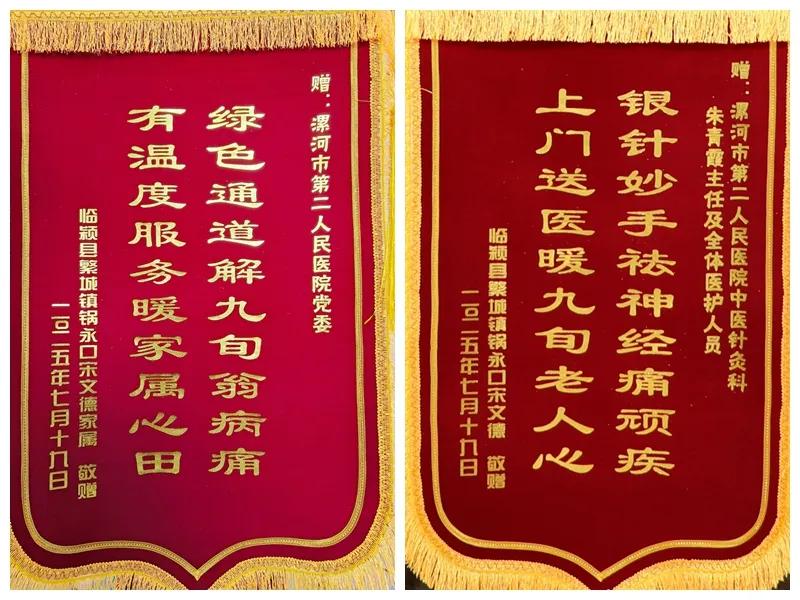 赠：漯河市第二人民医院党委
绿色通道解九旬翁病痛
有温度服务暖家属心田
临颍县繁城镇锅永口宋文德家属 敬赠
二〇二五年七月十九日
赠：漯河市第二人民医院中医针灸科
朱青霞主任及全体医护人员
银针妙手祛神经痛顽疾
上门送医暖九旬老人心
临颍县繁城镇锅永口宋文德 敬赠
二〇二五年七月十九日